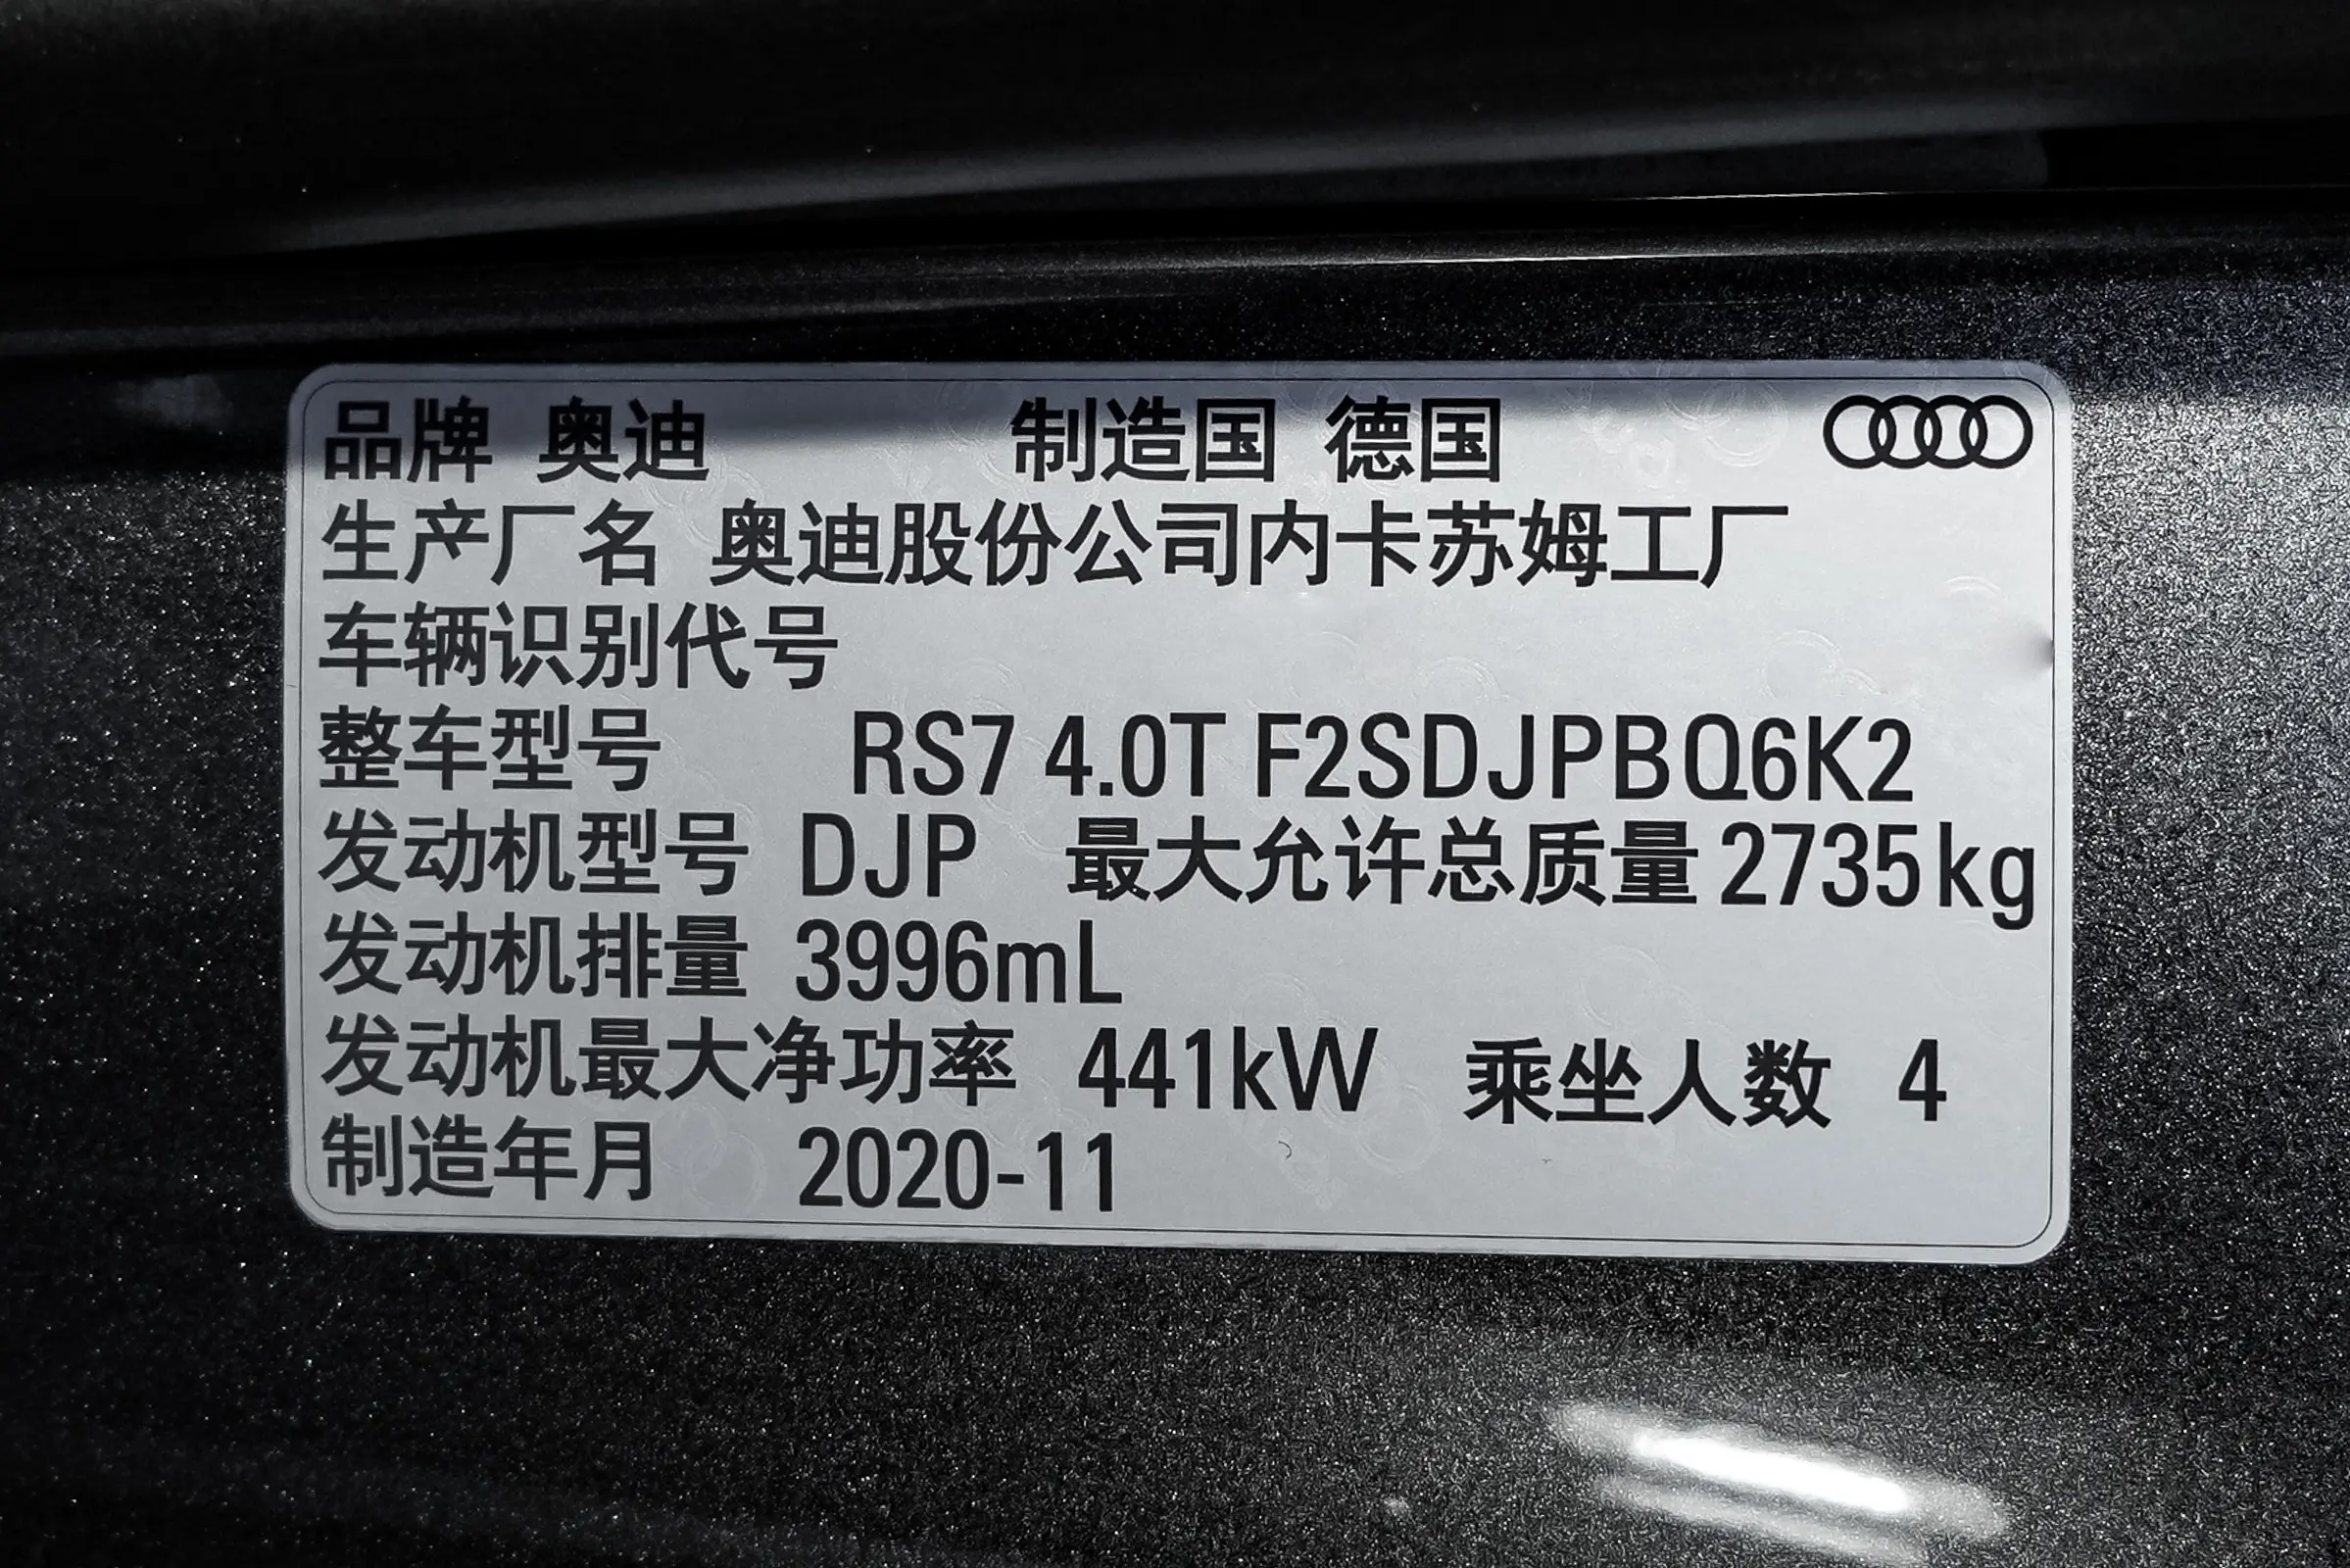 品牌 奥迪 制造国 德国
生产厂名 奥迪股份公司内卡苏姆工厂
车辆识别代号
整车型号 RS7 4.0T F2SDJPBQ6K2
发动机型号 DJP 最大允许总质量 2735kg
发动机排量 3996mL
发动机最大净功率 441kW 乘坐人数 4
制造年月 2020-11